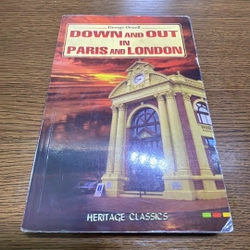 George Orwell
DOWN AND OUT
IN
PARIS AND LONDON
HERITAGE CLASSICS